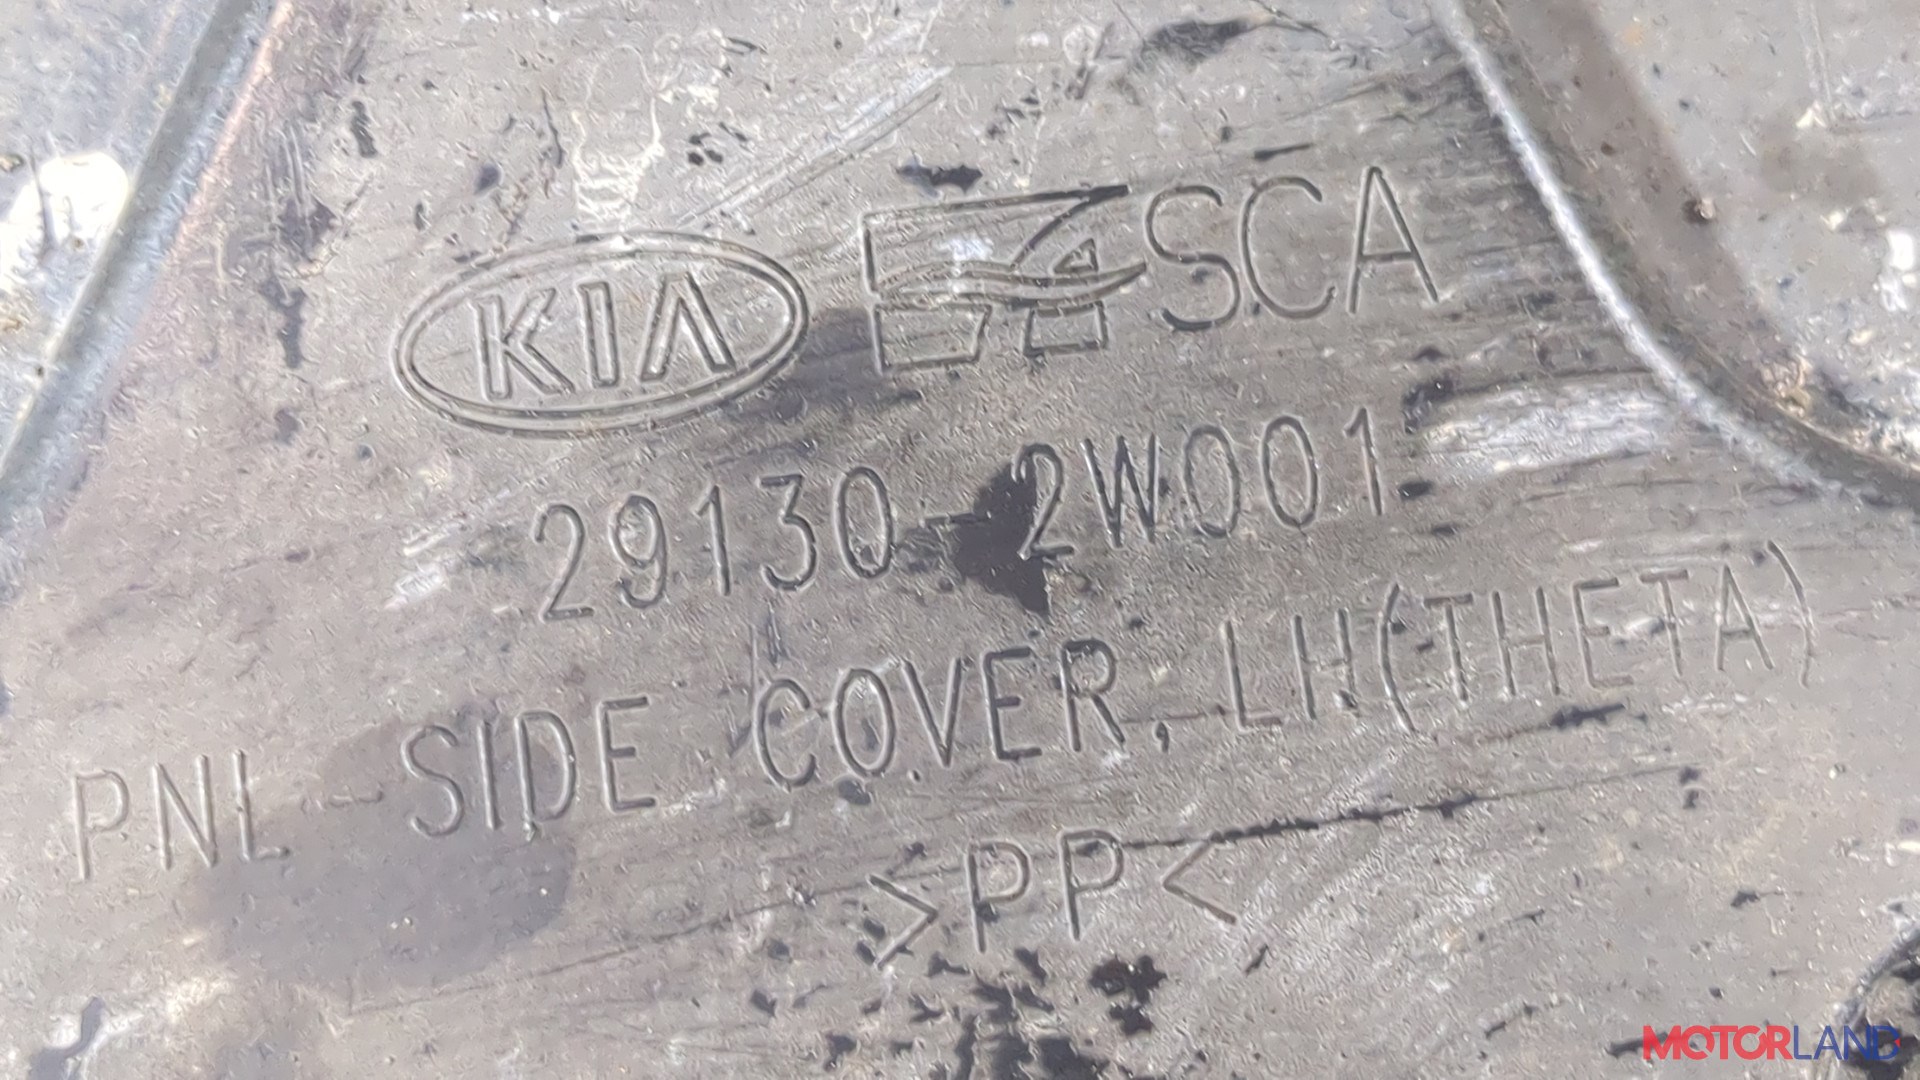 KIA SCA
29130-2W001
PNL SIDE COVER, LH(THETA)
>PP<
MOTORLAND